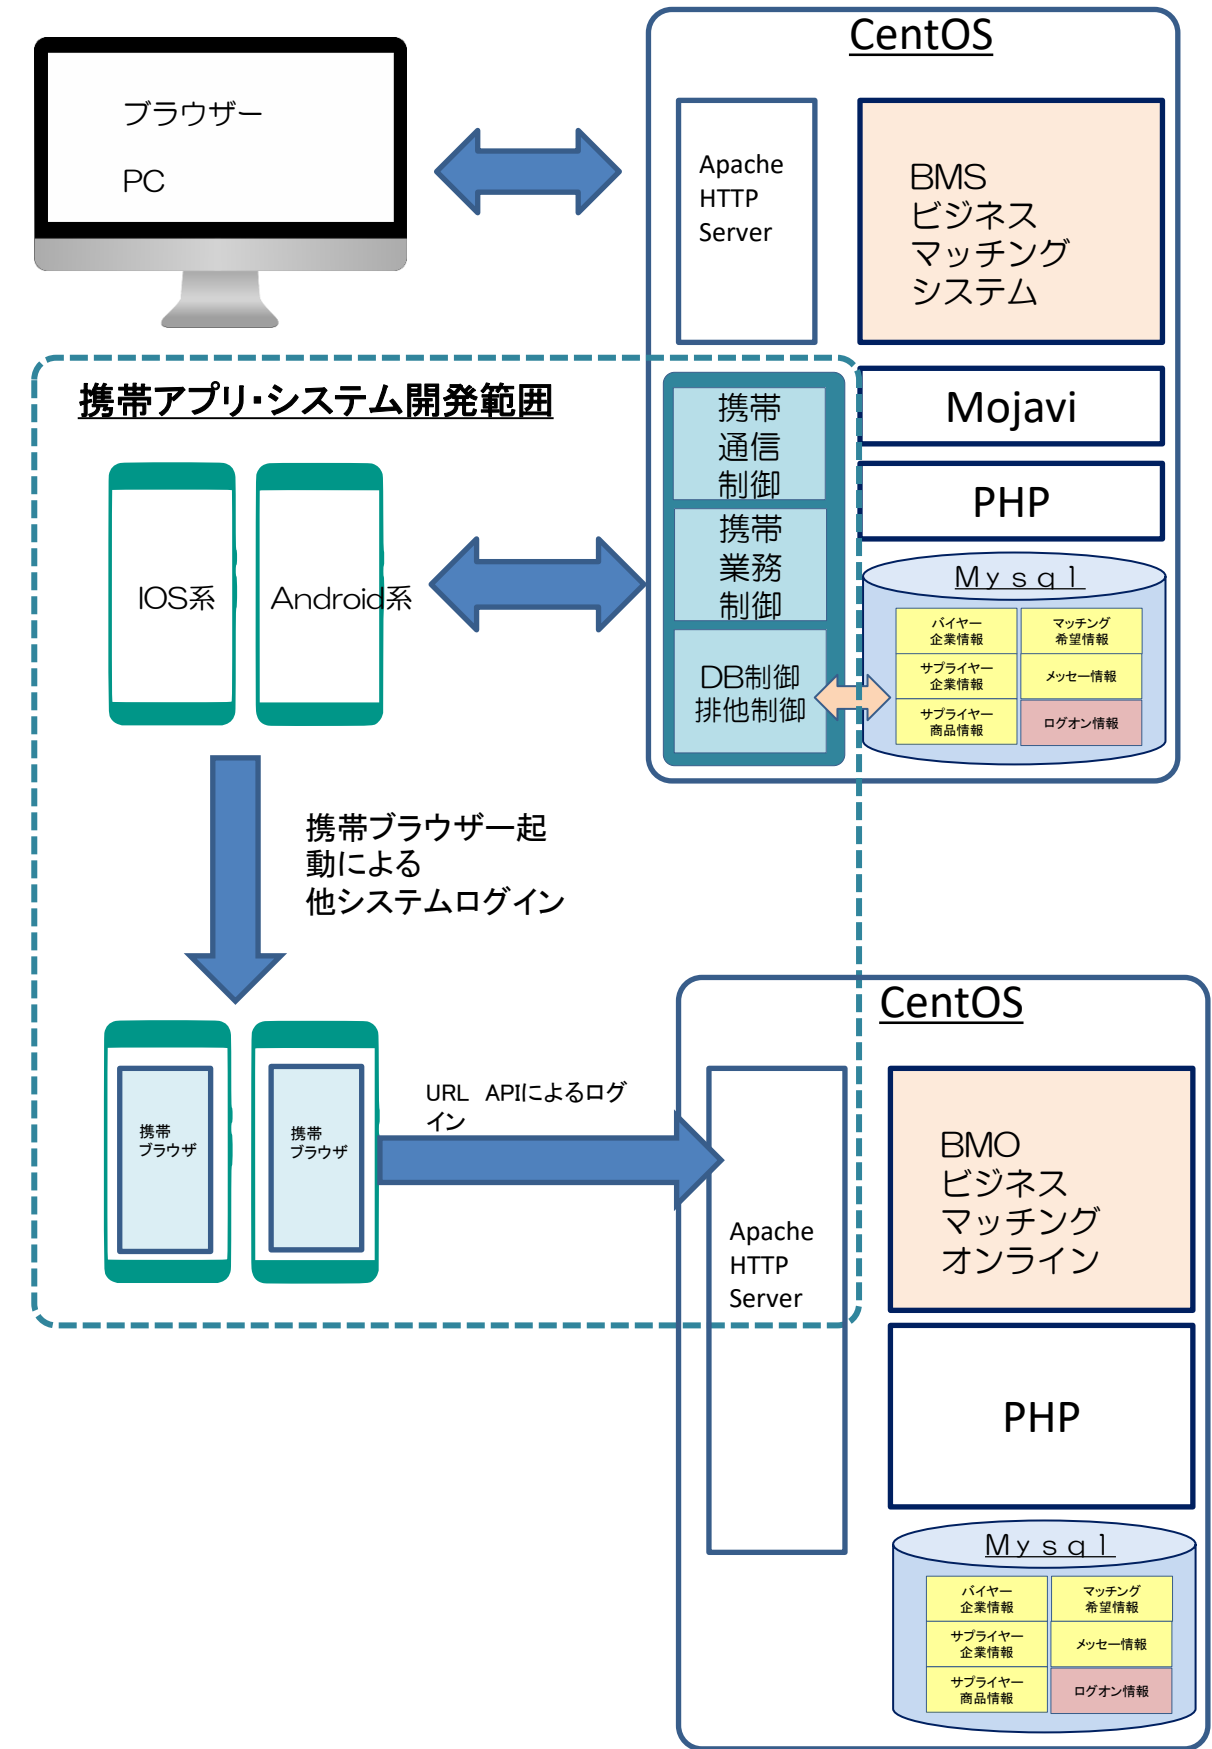 CentOS
ブラウザー
PC
Apache
HTTP
Server
BMS
ビジネス
マッチング
システム
携帯アプリ・システム開発範囲
携帯
通信
制御
Mojavi
PHP
携帯
業務
制御
IOS系
Android系
Mysql
バイヤー
企業情報
マッチング
希望情報
サプライヤー
企業情報
メッセー情報
サプライヤー
商品情報
ログオン情報
DB制御
排他制御
携帯ブラウザー起
動による
他システムログイン
CentOS
携帯
ブラウザ
携帯
ブラウザ
URL APIによるログ
イン
Apache
HTTP
Server
BMO
ビジネス
マッチング
オンライン
PHP
Mysql
バイヤー
企業情報
マッチング
希望情報
サプライヤー
企業情報
メッセー情報
サプライヤー
商品情報
ログオン情報